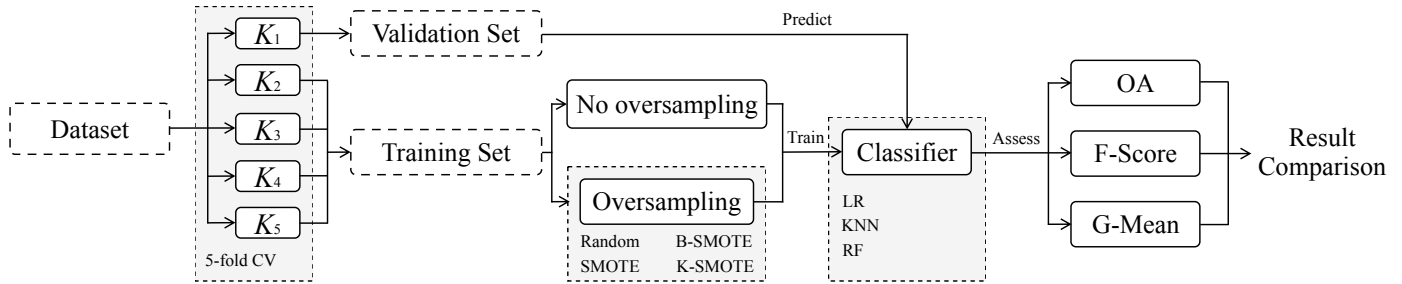 Dataset
K1
K2
K3
K4
K5
5-fold CV
Validation Set
Training Set
Predict
No oversampling
Oversampling
Random B-SMOTE
SMOTE K-SMOTE
Train
Classifier
LR
KNN
RF
Assess
OA
F-Score
G-Mean
Result
Comparison